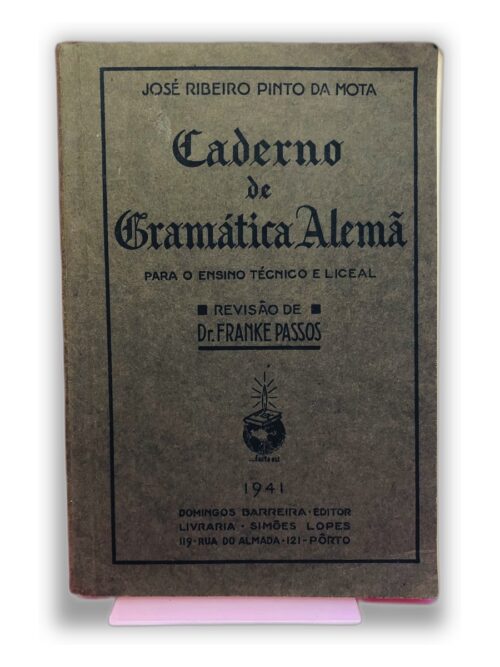 JOSÉ RIBEIRO PINTO DA MOTA
Caderno
de
Gramática Alemã
PARA O ENSINO TÉCNICO E LICEAL
REVISÃO DE
Dr. FRANKE PASSOS
1941
DOMINGOS BARREIRA · EDITOR
LIVRARIA · SIMÕES LOPES
119 · RUA DO ALMADA · 121 - PÔRTO